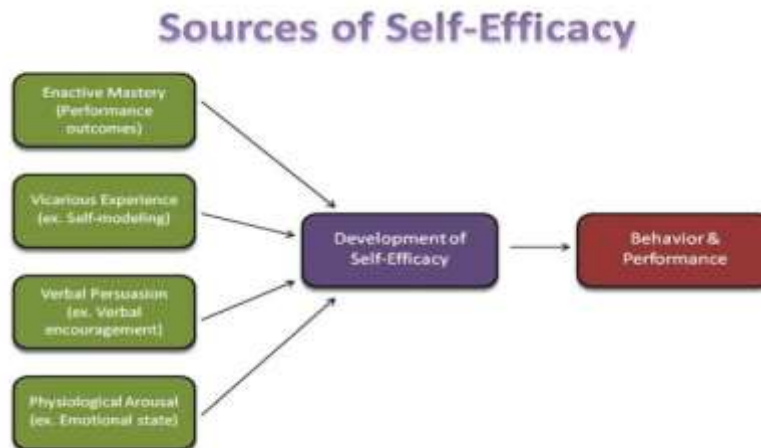 Sources of Self-Efficacy
Enactive Mastery
(Performance
outcomes)
Vicarious Experience
(ex. Self-modeling)
Verbal Persuasion
(ex. Verbal
encouragement)
Physiological Arousal
(ex. Emotional state)
Development of
Self-Efficacy
Behavior &
Performance